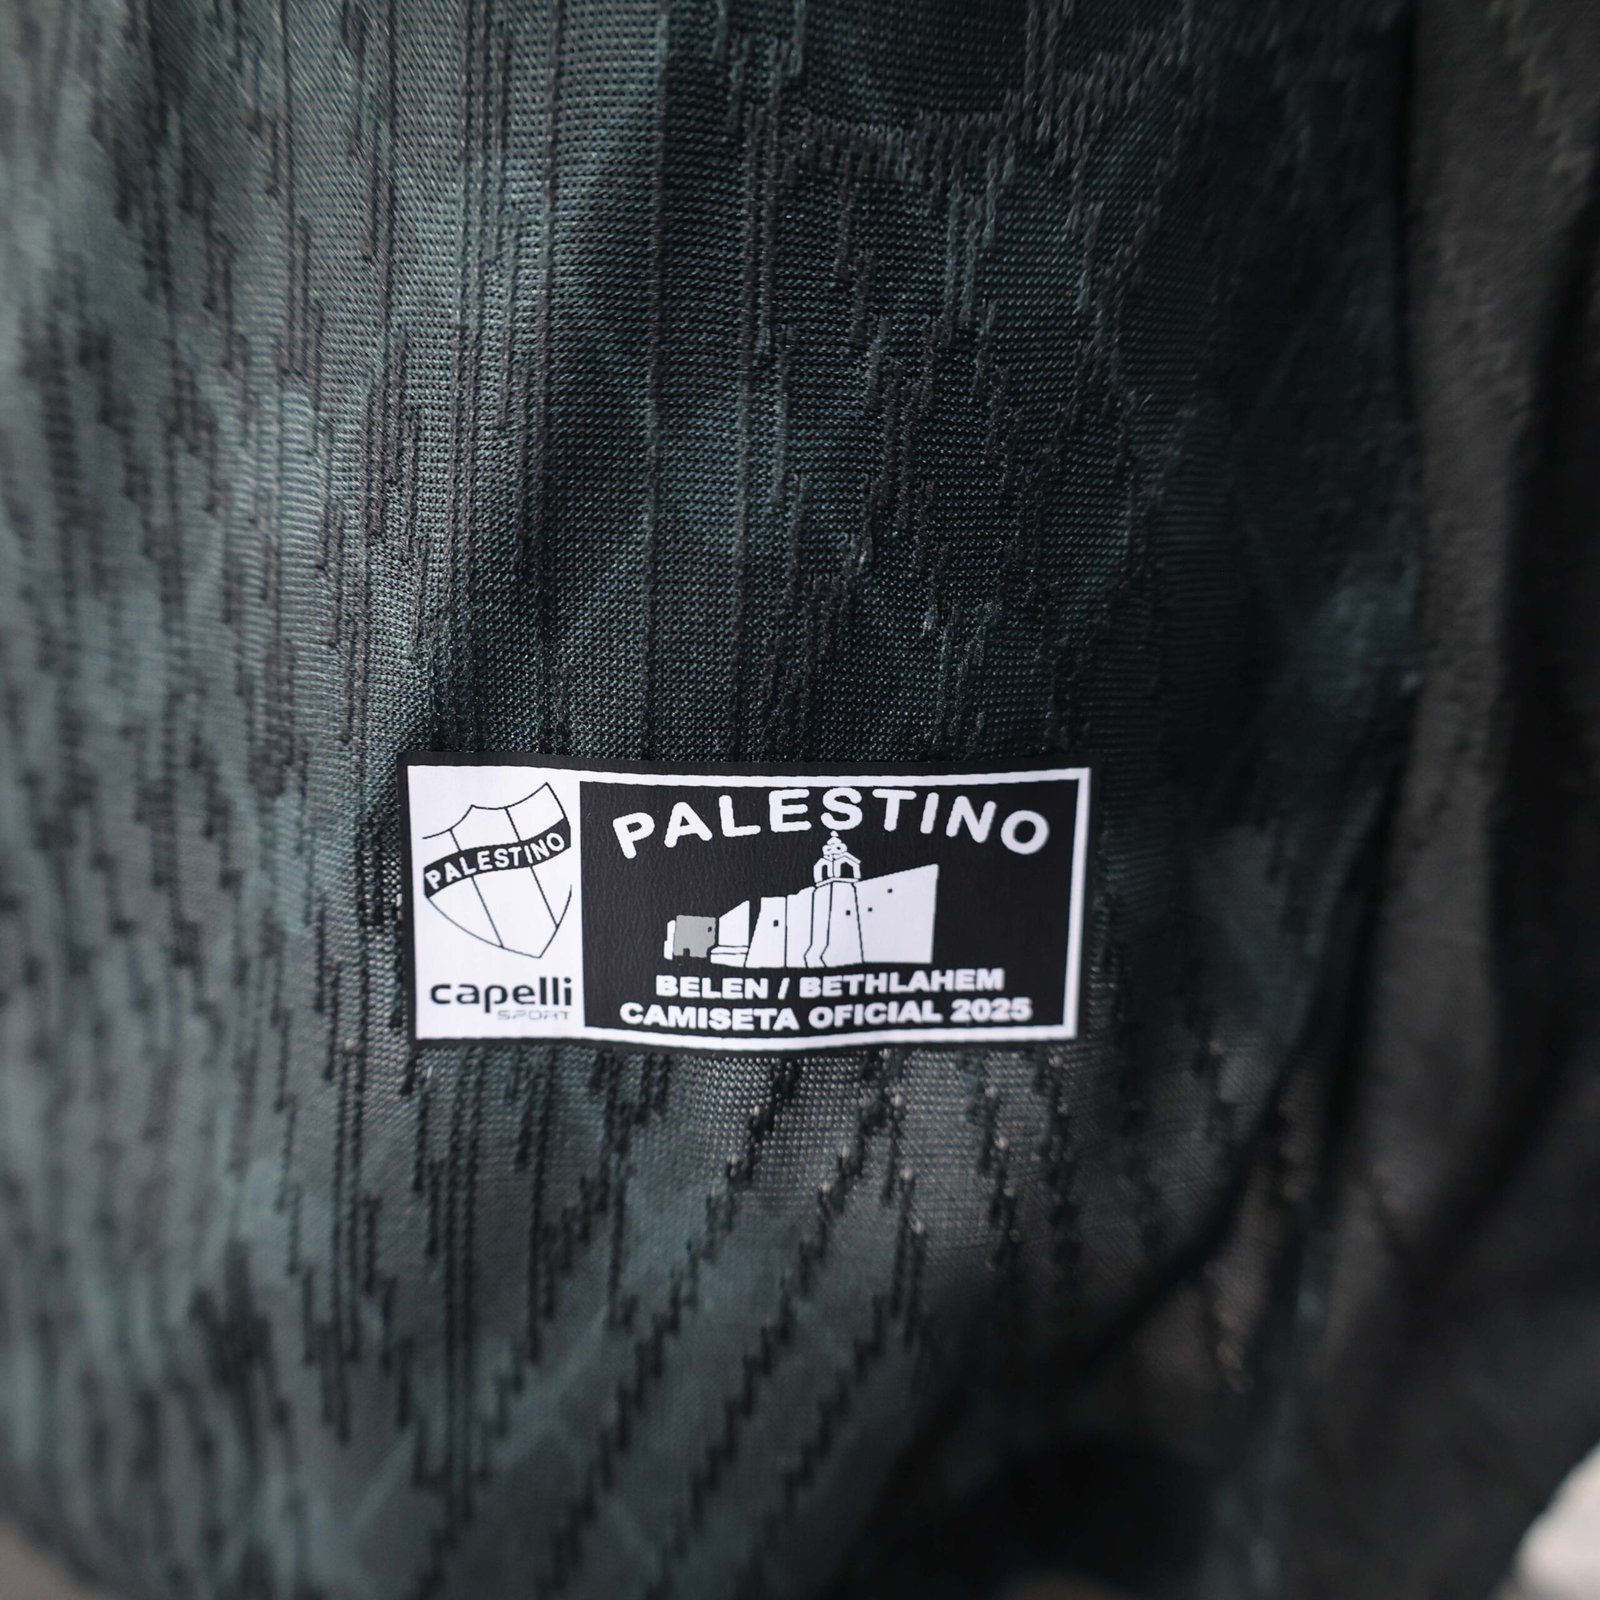 PALESTINO
capelli
SPORT
PALESTINO
BELEN / BETHLAHEM
CAMISETA OFICIAL 2025